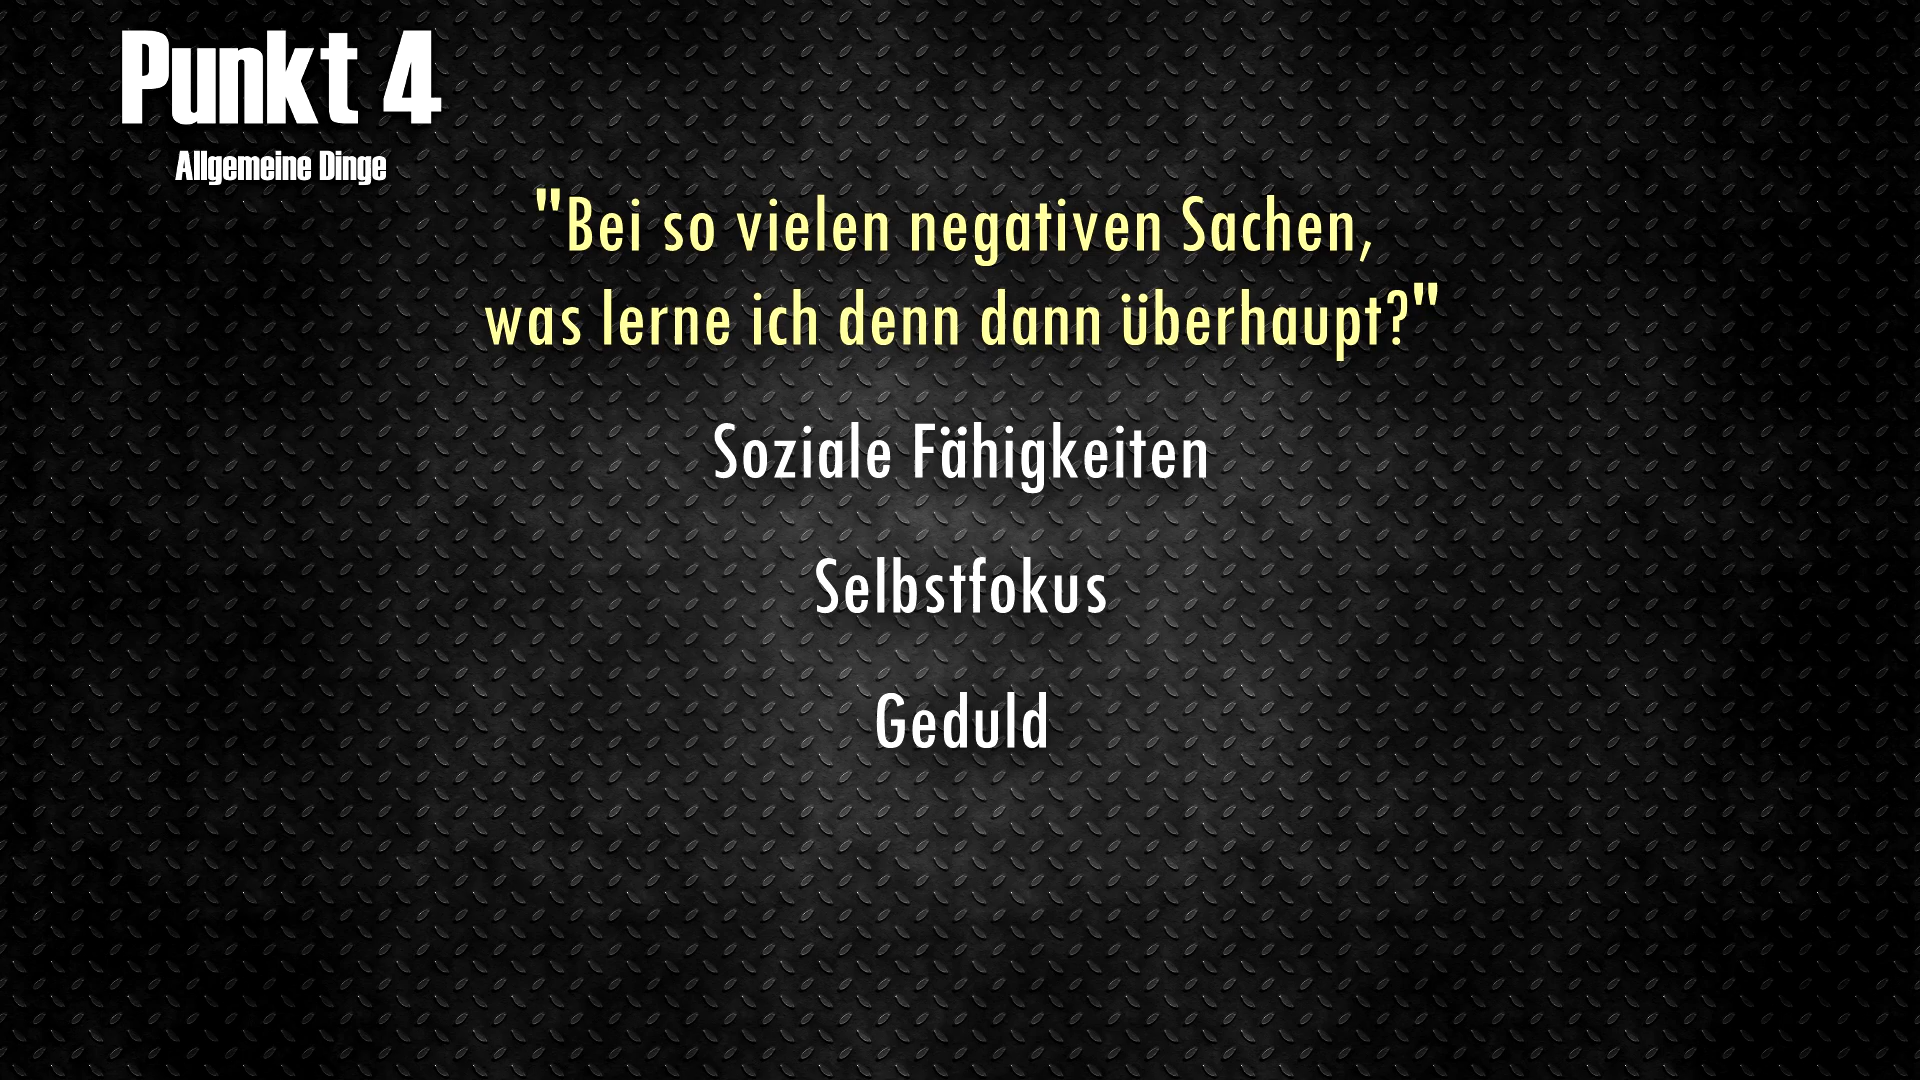 Punkt 4
Allgemeine Dinge
"Bei so vielen negativen Sachen,
was lerne ich denn dann überhaupt?"
Soziale Fähigkeiten
Selbstfokus
Geduld